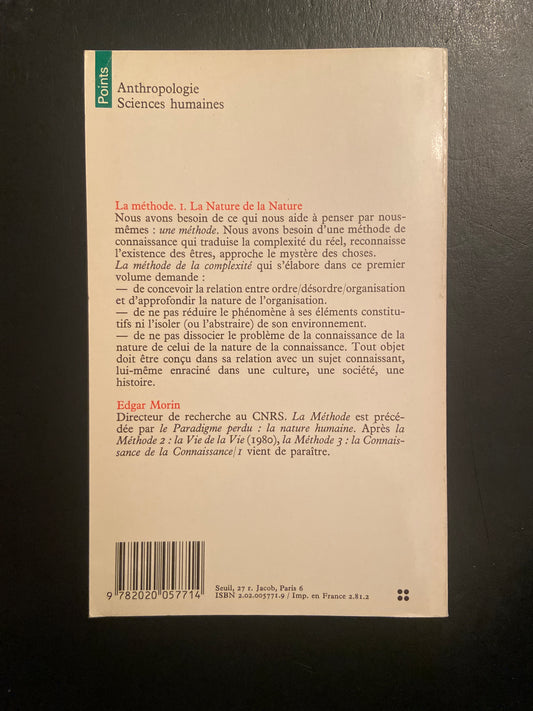 Points
Anthropologie
Sciences humaines
La méthode. 1. La Nature de la Nature
Nous avons besoin de ce qui nous aide à penser par nous-
mêmes : une méthode. Nous avons besoin d'une méthode de
connaissance qui traduise la complexité du réel, reconnaisse
l'existence des êtres, approche le mystère des choses.
La méthode de la complexité qui s'élabore dans ce premier
volume demande :
— de concevoir la relation entre ordre/désordre/organisation
et d'approfondir la nature de l'organisation.
— de ne pas réduire le phénomène à ses éléments constitu-
tifs ni l'isoler (ou l'abstraire) de son environnement.
— de ne pas dissocier le problème de la connaissance de la
nature de celui de la nature de la connaissance. Tout objet
doit être conçu dans sa relation avec un sujet connaissant,
lui-même enraciné dans une culture, une société, une
histoire.
Edgar Morin
Directeur de recherche au CNRS. La Méthode est précé-
dée par le Paradigme perdu : la nature humaine. Après la
Méthode 2 : la Vie de la Vie (1980), la Méthode 3 : la Connais-
sance de la Connaissance/1 vient de paraître.
9 782020 057714
Seuil, 27 r. Jacob, Paris 6
ISBN 2.02.005771.9 / Imp. en France 2.81.2